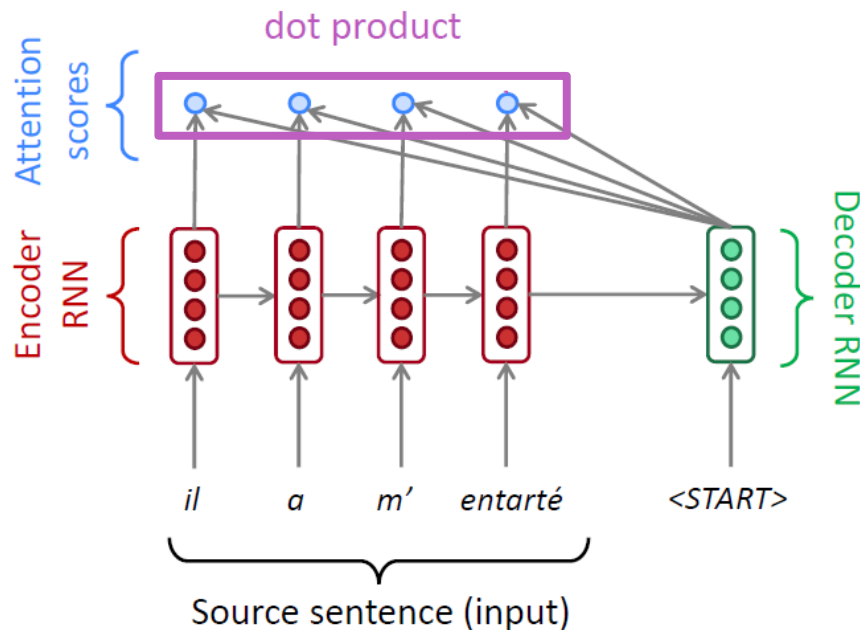 dot product
Attention
scores
Encoder
RNN
Decoder RNN
il a m’ entarté <START>
Source sentence (input)